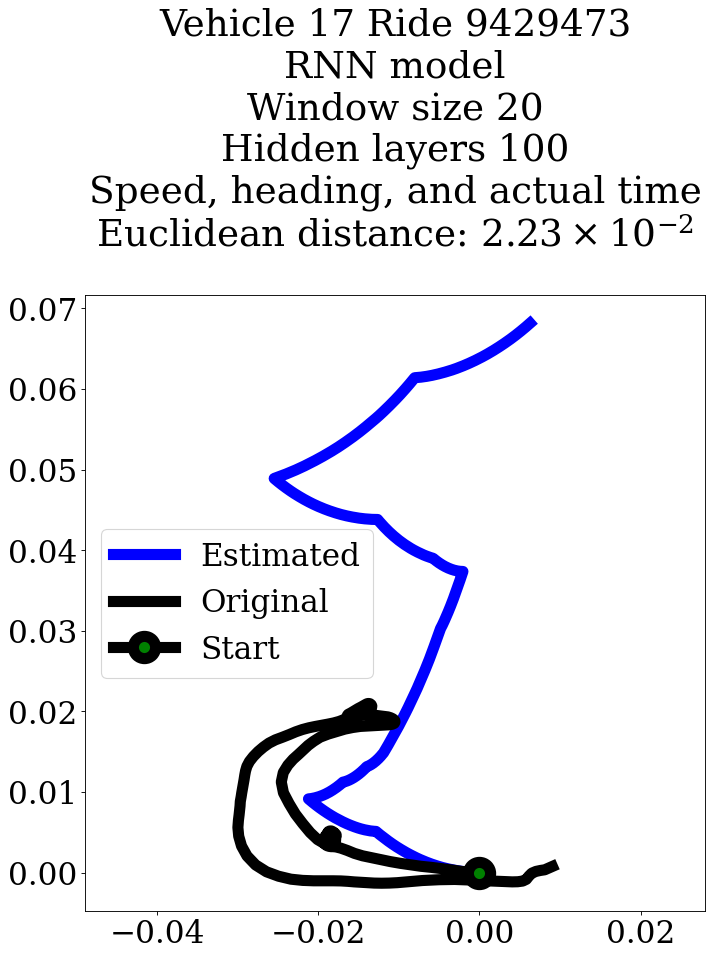 Vehicle 17 Ride 9429473
RNN model
Window size 20
Hidden layers 100
Speed, heading, and actual time
Euclidean distance: 2.23 × 10⁻²
0.07
0.06
0.05
0.04
0.03
0.02
0.01
0.00
Estimated
Original
Start
−0.04 −0.02 0.00 0.02